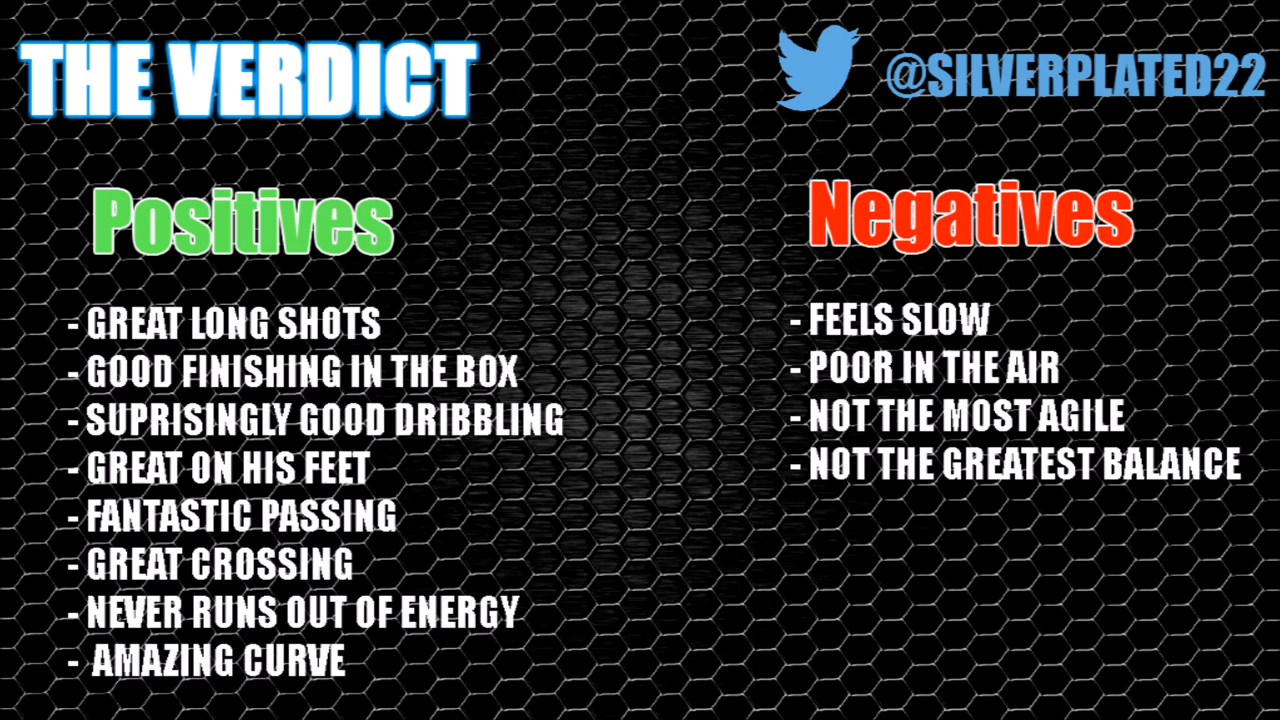 THE VERDICT
@SILVERPLATED22
Positives
- GREAT LONG SHOTS
- GOOD FINISHING IN THE BOX
- SUPRISINGLY GOOD DRIBBLING
- GREAT ON HIS FEET
- FANTASTIC PASSING
- GREAT CROSSING
- NEVER RUNS OUT OF ENERGY
- AMAZING CURVE
Negatives
- FEELS SLOW
- POOR IN THE AIR
- NOT THE MOST AGILE
- NOT THE GREATEST BALANCE